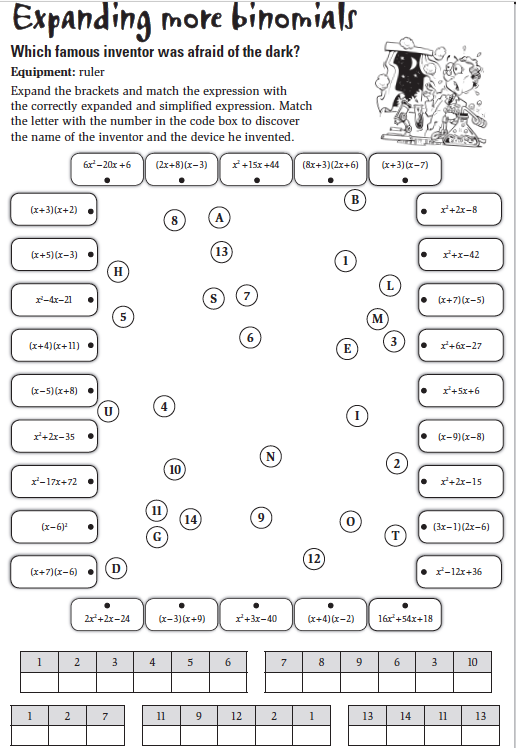 Expanding more binomials
Which famous inventor was afraid of the dark?
Equipment: ruler
Expand the brackets and match the expression with
the correctly expanded and simplified expression. Match
the letter with the number in the code box to discover
the name of the inventor and the device he invented.
6x²−20x+6 (2x+8)(x−3) x²+15x+44 (8x+3)(2x+6) (x+3)(x−7)
B
(x+3)(x+2) 8 A x²+2x−8
(x+5)(x−3) 13 1 x²+x−42
H
L
x²−4x−21 S 7 (x+7)(x−5)
5 M
(x+4)(x+11) 6 E 3 x²+6x−27
(x−5)(x+8) x²+5x+6
U 4 I
x²+2x−35 (x−9)(x−8)
N
10 2
x²−17x+72 x²+2x−15
11 14 9 O
(x−6)² (3x−1)(2x−6)
G T
12
(x+7)(x−6) D x²−12x+36
2x²+2x−24 (x−3)(x+9) x²+3x−40 (x+4)(x−2) 16x²+54x+18
1 2 3 4 5 6 7 8 9 6 3 10
1 2 7 11 9 12 2 1 13 14 11 13